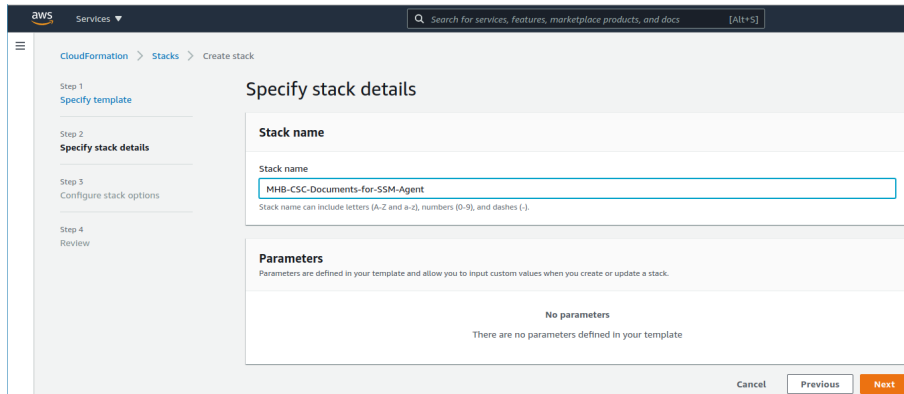 aws
Services ▼
Search for services, features, marketplace products, and docs [Alt+S]
CloudFormation > Stacks > Create stack
Step 1
Specify template
Step 2
Specify stack details
Step 3
Configure stack options
Step 4
Review
Specify stack details
Stack name
Stack name
MHB-CSC-Documents-for-SSM-Agent
Stack name can include letters (A-Z and a-z), numbers (0-9), and dashes (-).
Parameters
Parameters are defined in your template and allow you to input custom values when you create or update a stack.
No parameters
There are no parameters defined in your template
Cancel Previous Next